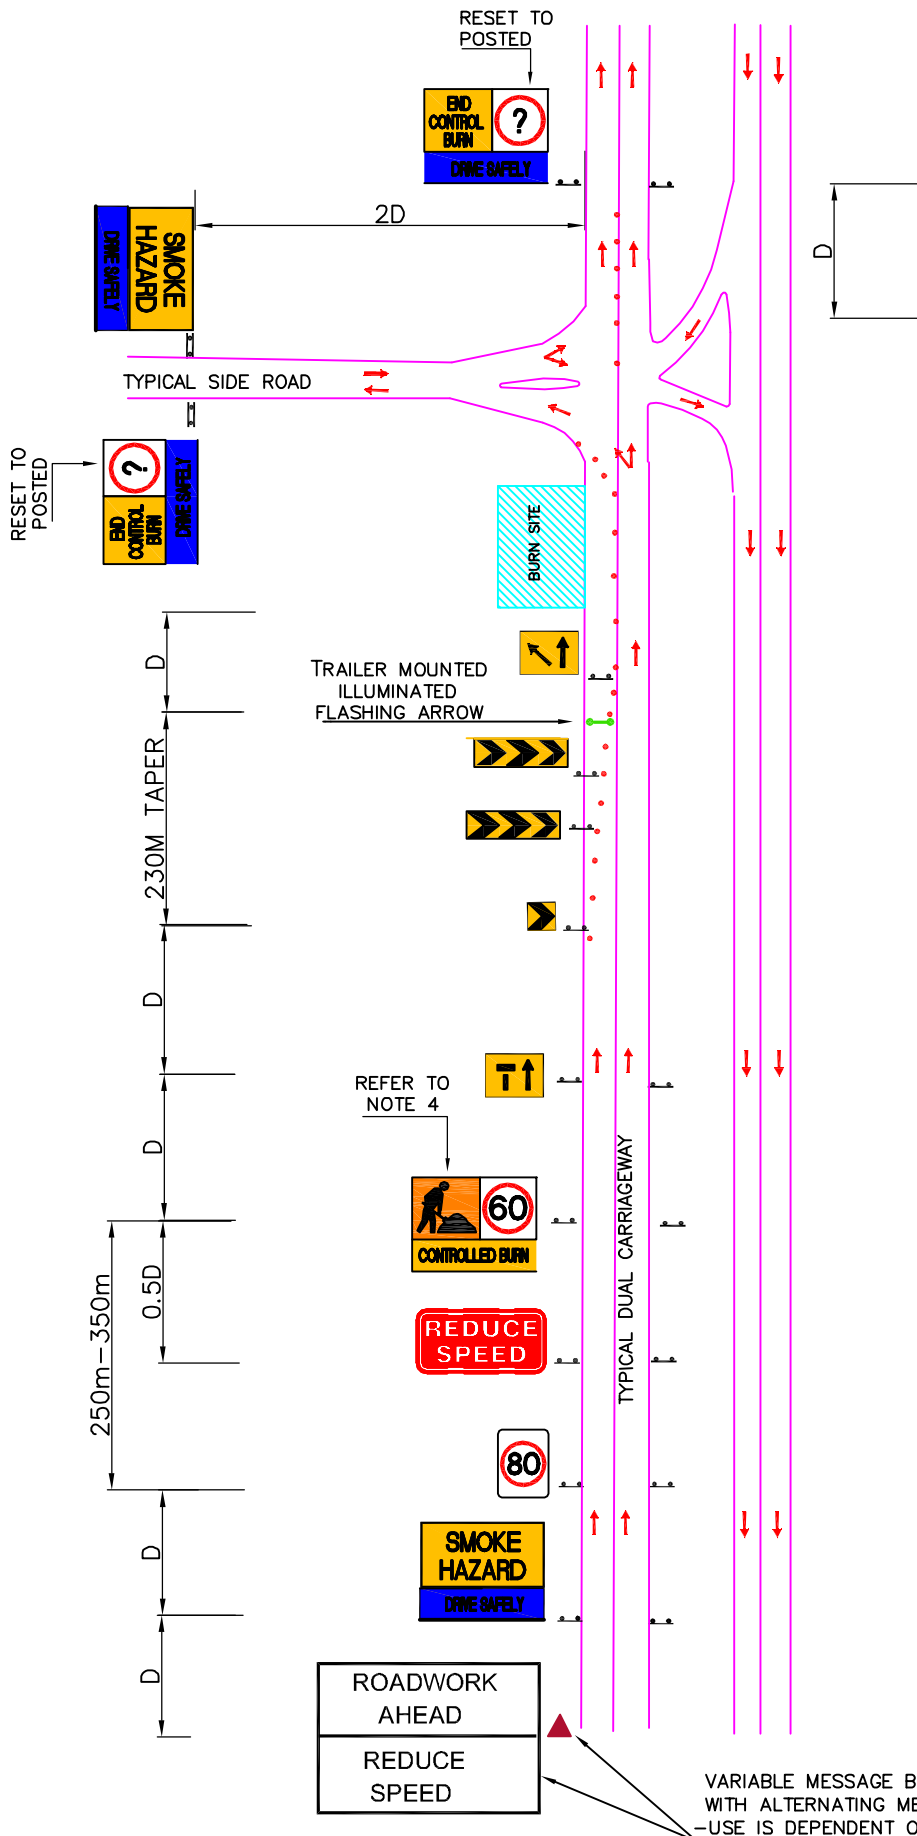 RESET TO
POSTED
END
CONTROL
BURN
?
DRIVE SAFELY
2D
D
SMOKE
HAZARD
DRIVE SAFELY
TYPICAL SIDE ROAD
RESET TO
POSTED
?
END
CONTROL
BURN
DRIVE SAFELY
BURN SITE
D
TRAILER MOUNTED
ILLUMINATED
FLASHING ARROW
230M TAPER
D
REFER TO
NOTE 4
D
60
CONTROLLED BURN
TYPICAL DUAL CARRIAGEWAY
0.5D
250m-350m
REDUCE
SPEED
80
D
SMOKE
HAZARD
DRIVE SAFELY
D
ROADWORK
AHEAD
REDUCE
SPEED
VARIABLE MESSAGE B
WITH ALTERNATING ME
-USE IS DEPENDENT O